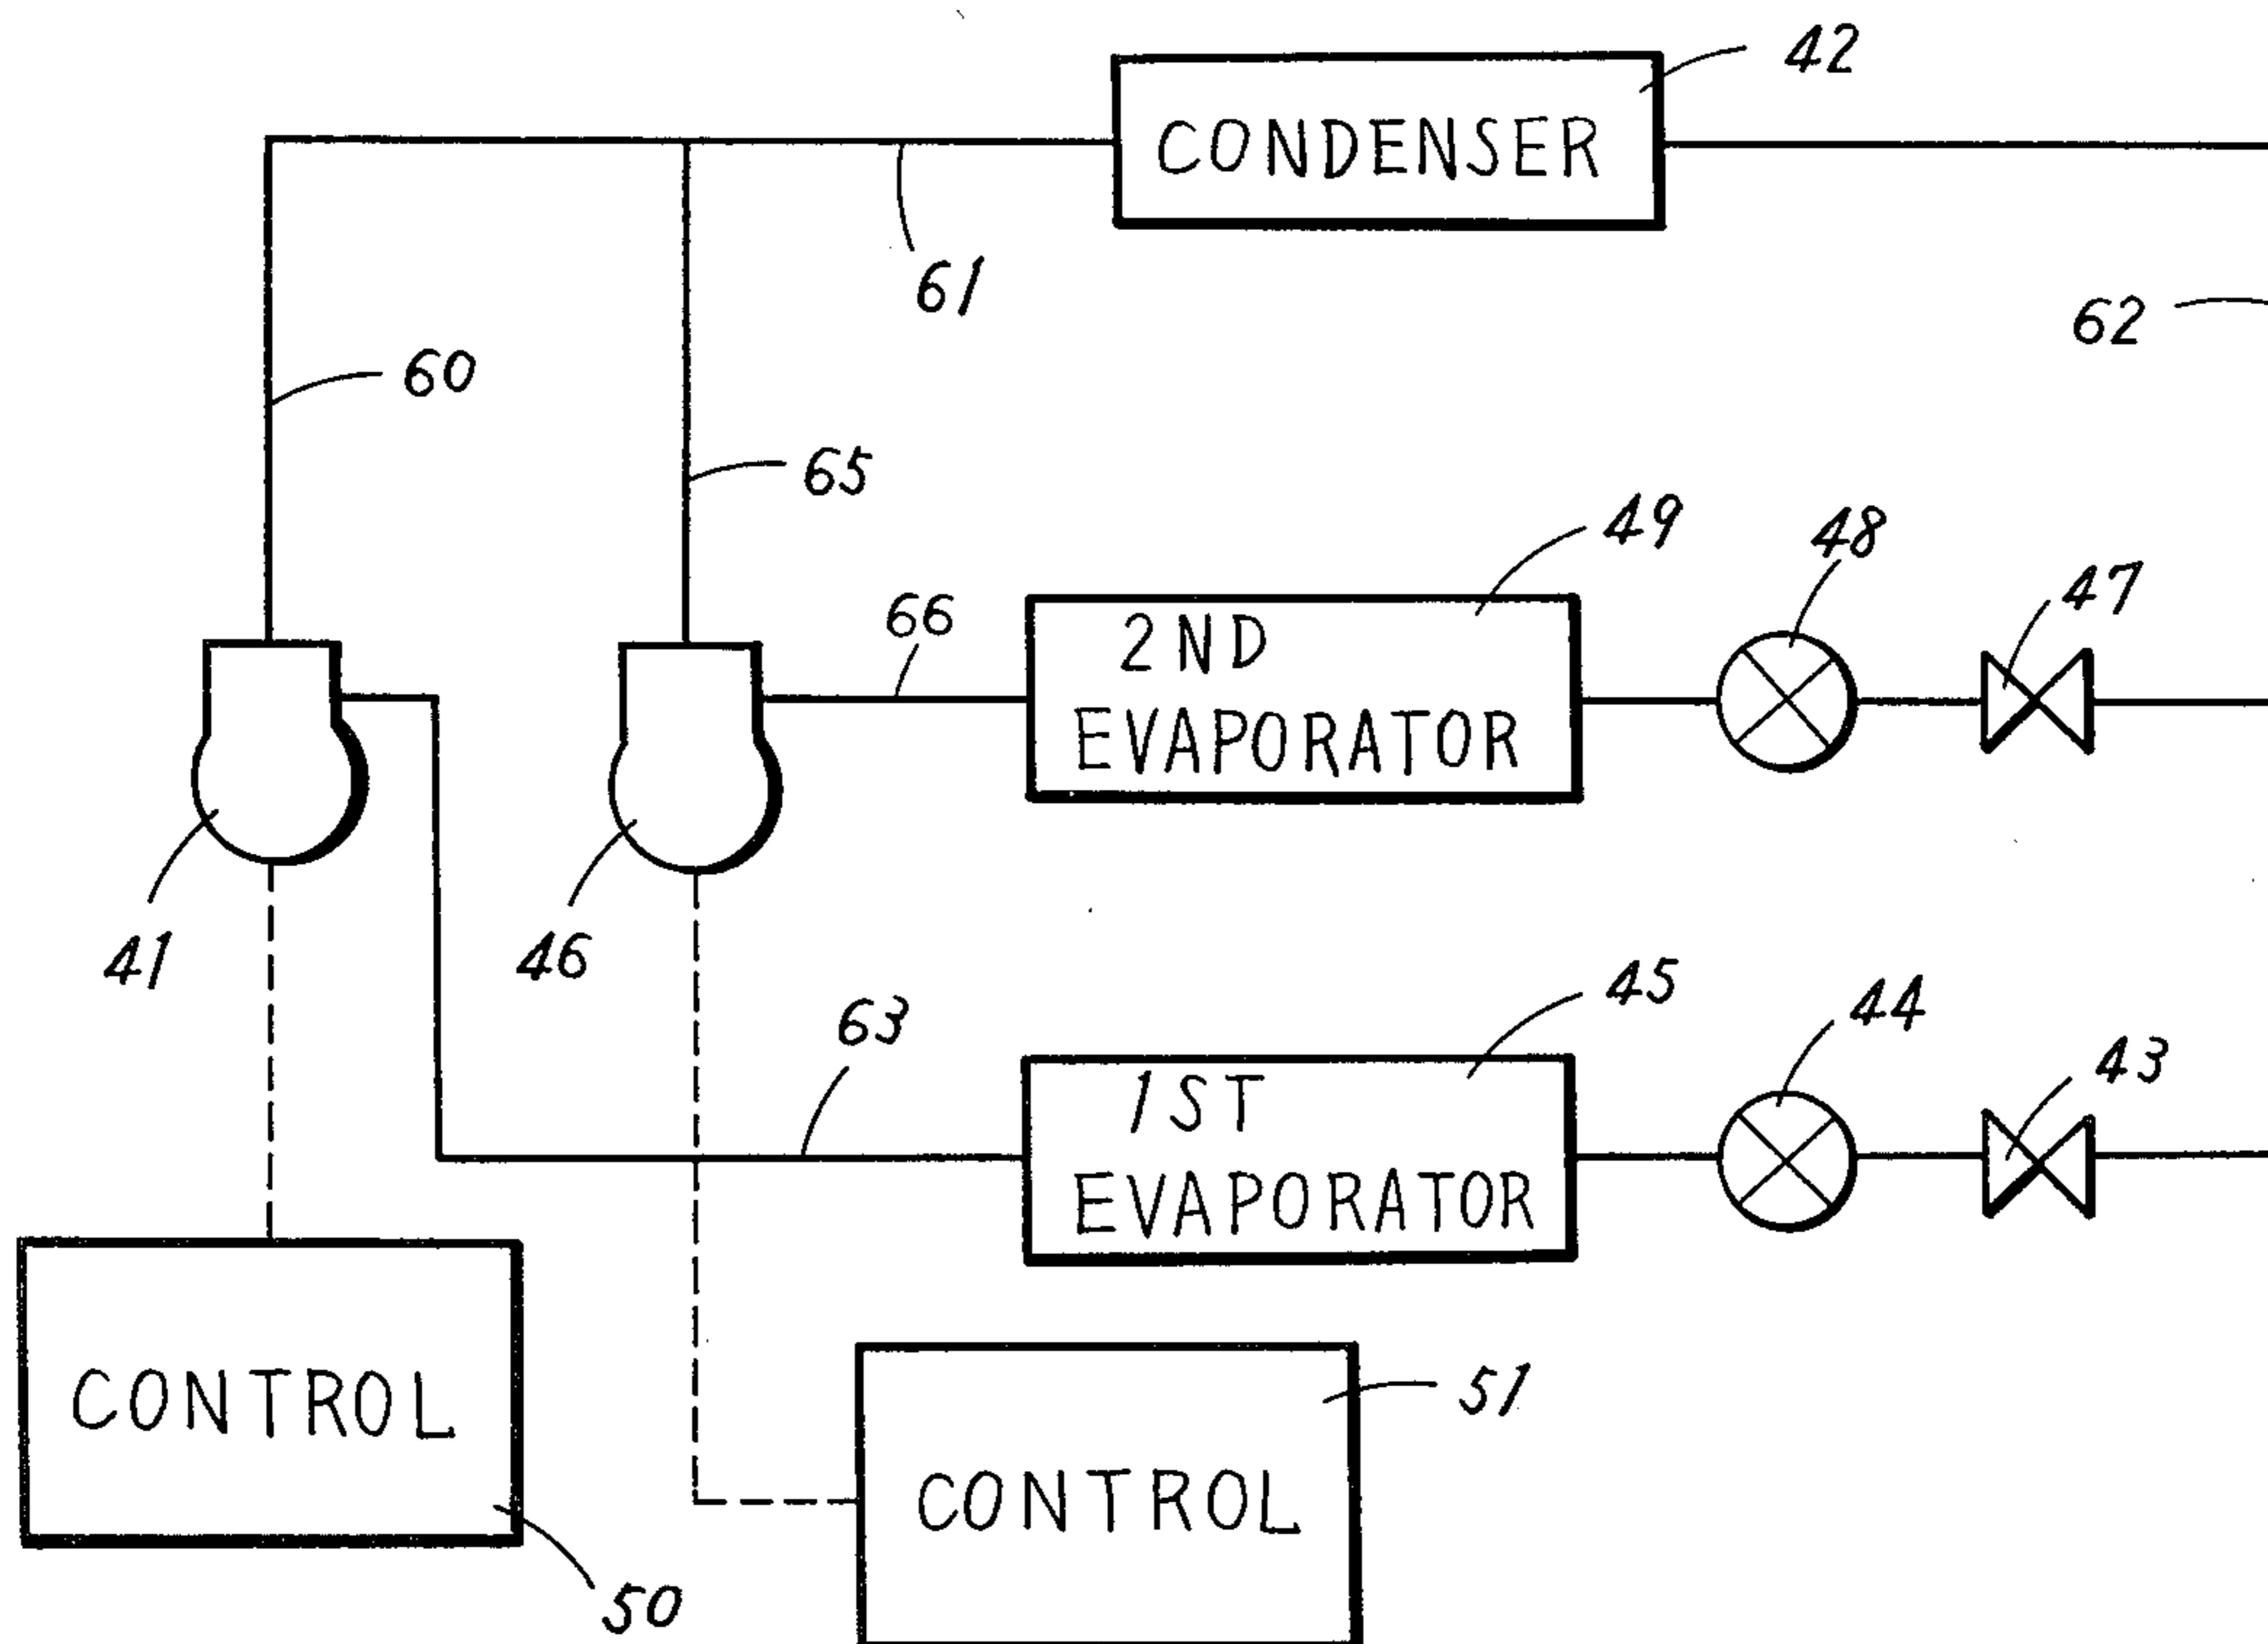 42
CONDENSER
61
62
60
65
49
48
47
66
2ND
EVAPORATOR
41
46
63
45
44
43
1ST
EVAPORATOR
CONTROL
51
CONTROL
50